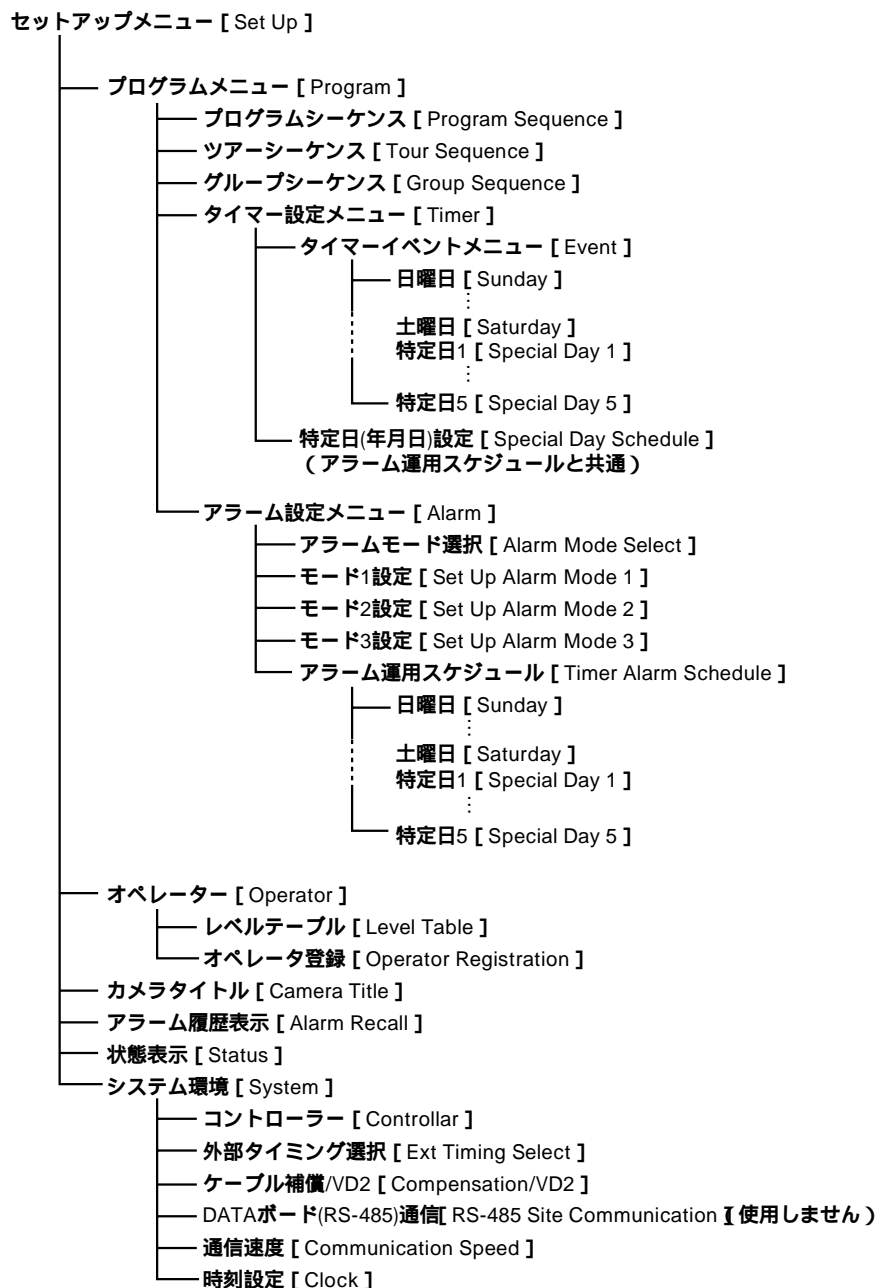 セットアップメニュー [ Set Up ]
プログラムメニュー [ Program ]
プログラムシーケンス [ Program Sequence ]
ツアーシーケンス [ Tour Sequence ]
グループシーケンス [ Group Sequence ]
タイマー設定メニュー [ Timer ]
タイマーイベントメニュー [ Event ]
日曜日 [ Sunday ]
⋮
土曜日 [ Saturday ]
特定日1 [ Special Day 1 ]
⋮
特定日5 [ Special Day 5 ]
特定日(年月日)設定 [ Special Day Schedule ]
（アラーム運用スケジュールと共通）
アラーム設定メニュー [ Alarm ]
アラームモード選択 [ Alarm Mode Select ]
モード1設定 [ Set Up Alarm Mode 1 ]
モード2設定 [ Set Up Alarm Mode 2 ]
モード3設定 [ Set Up Alarm Mode 3 ]
アラーム運用スケジュール [ Timer Alarm Schedule ]
日曜日 [ Sunday ]
⋮
土曜日 [ Saturday ]
特定日1 [ Special Day 1 ]
⋮
特定日5 [ Special Day 5 ]
オペレーター [ Operator ]
レベルテーブル [ Level Table ]
オペレータ登録 [ Operator Registration ]
カメラタイトル [ Camera Title ]
アラーム履歴表示 [ Alarm Recall ]
状態表示 [ Status ]
システム環境 [ System ]
コントローラー [ Controllar ]
外部タイミング選択 [ Ext Timing Select ]
ケーブル補償/VD2 [ Compensation/VD2 ]
DATAボード(RS-485)通信[ RS-485 Site Communication ]（使用しません）
通信速度 [ Communication Speed ]
時刻設定 [ Clock ]